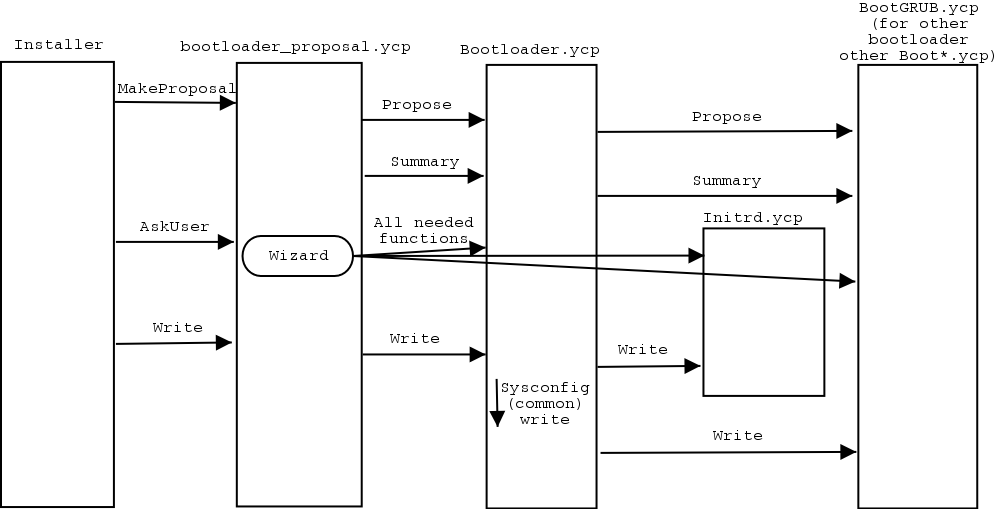 Installer
bootloader_proposal.ycp
Bootloader.ycp
BootGRUB.ycp
(for other
bootloader
other Boot*.ycp)
MakeProposal
Propose
Propose
Summary
Summary
AskUser
Wizard
All needed
functions
Initrd.ycp
Write
Write
Write
Sysconfig
(common)
write
Write